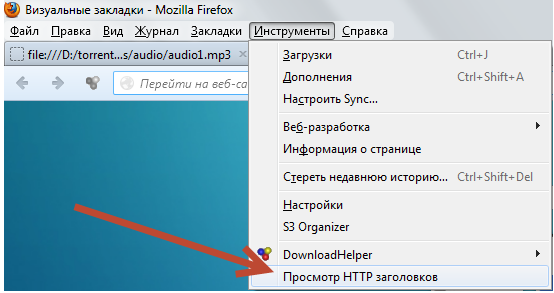 Визуальные закладки - Mozilla Firefox
Файл Правка Вид Журнал Закладки Инструменты Справка
file:///D:/torrent...s/audio/audio1.mp3
Перейти на веб-са
Загрузки Ctrl+J
Дополнения Ctrl+Shift+A
Настроить Sync...
Веб-разработка
Информация о странице
Стереть недавнюю историю... Ctrl+Shift+Del
Настройки
S3 Organizer
DownloadHelper
Просмотр HTTP заголовков